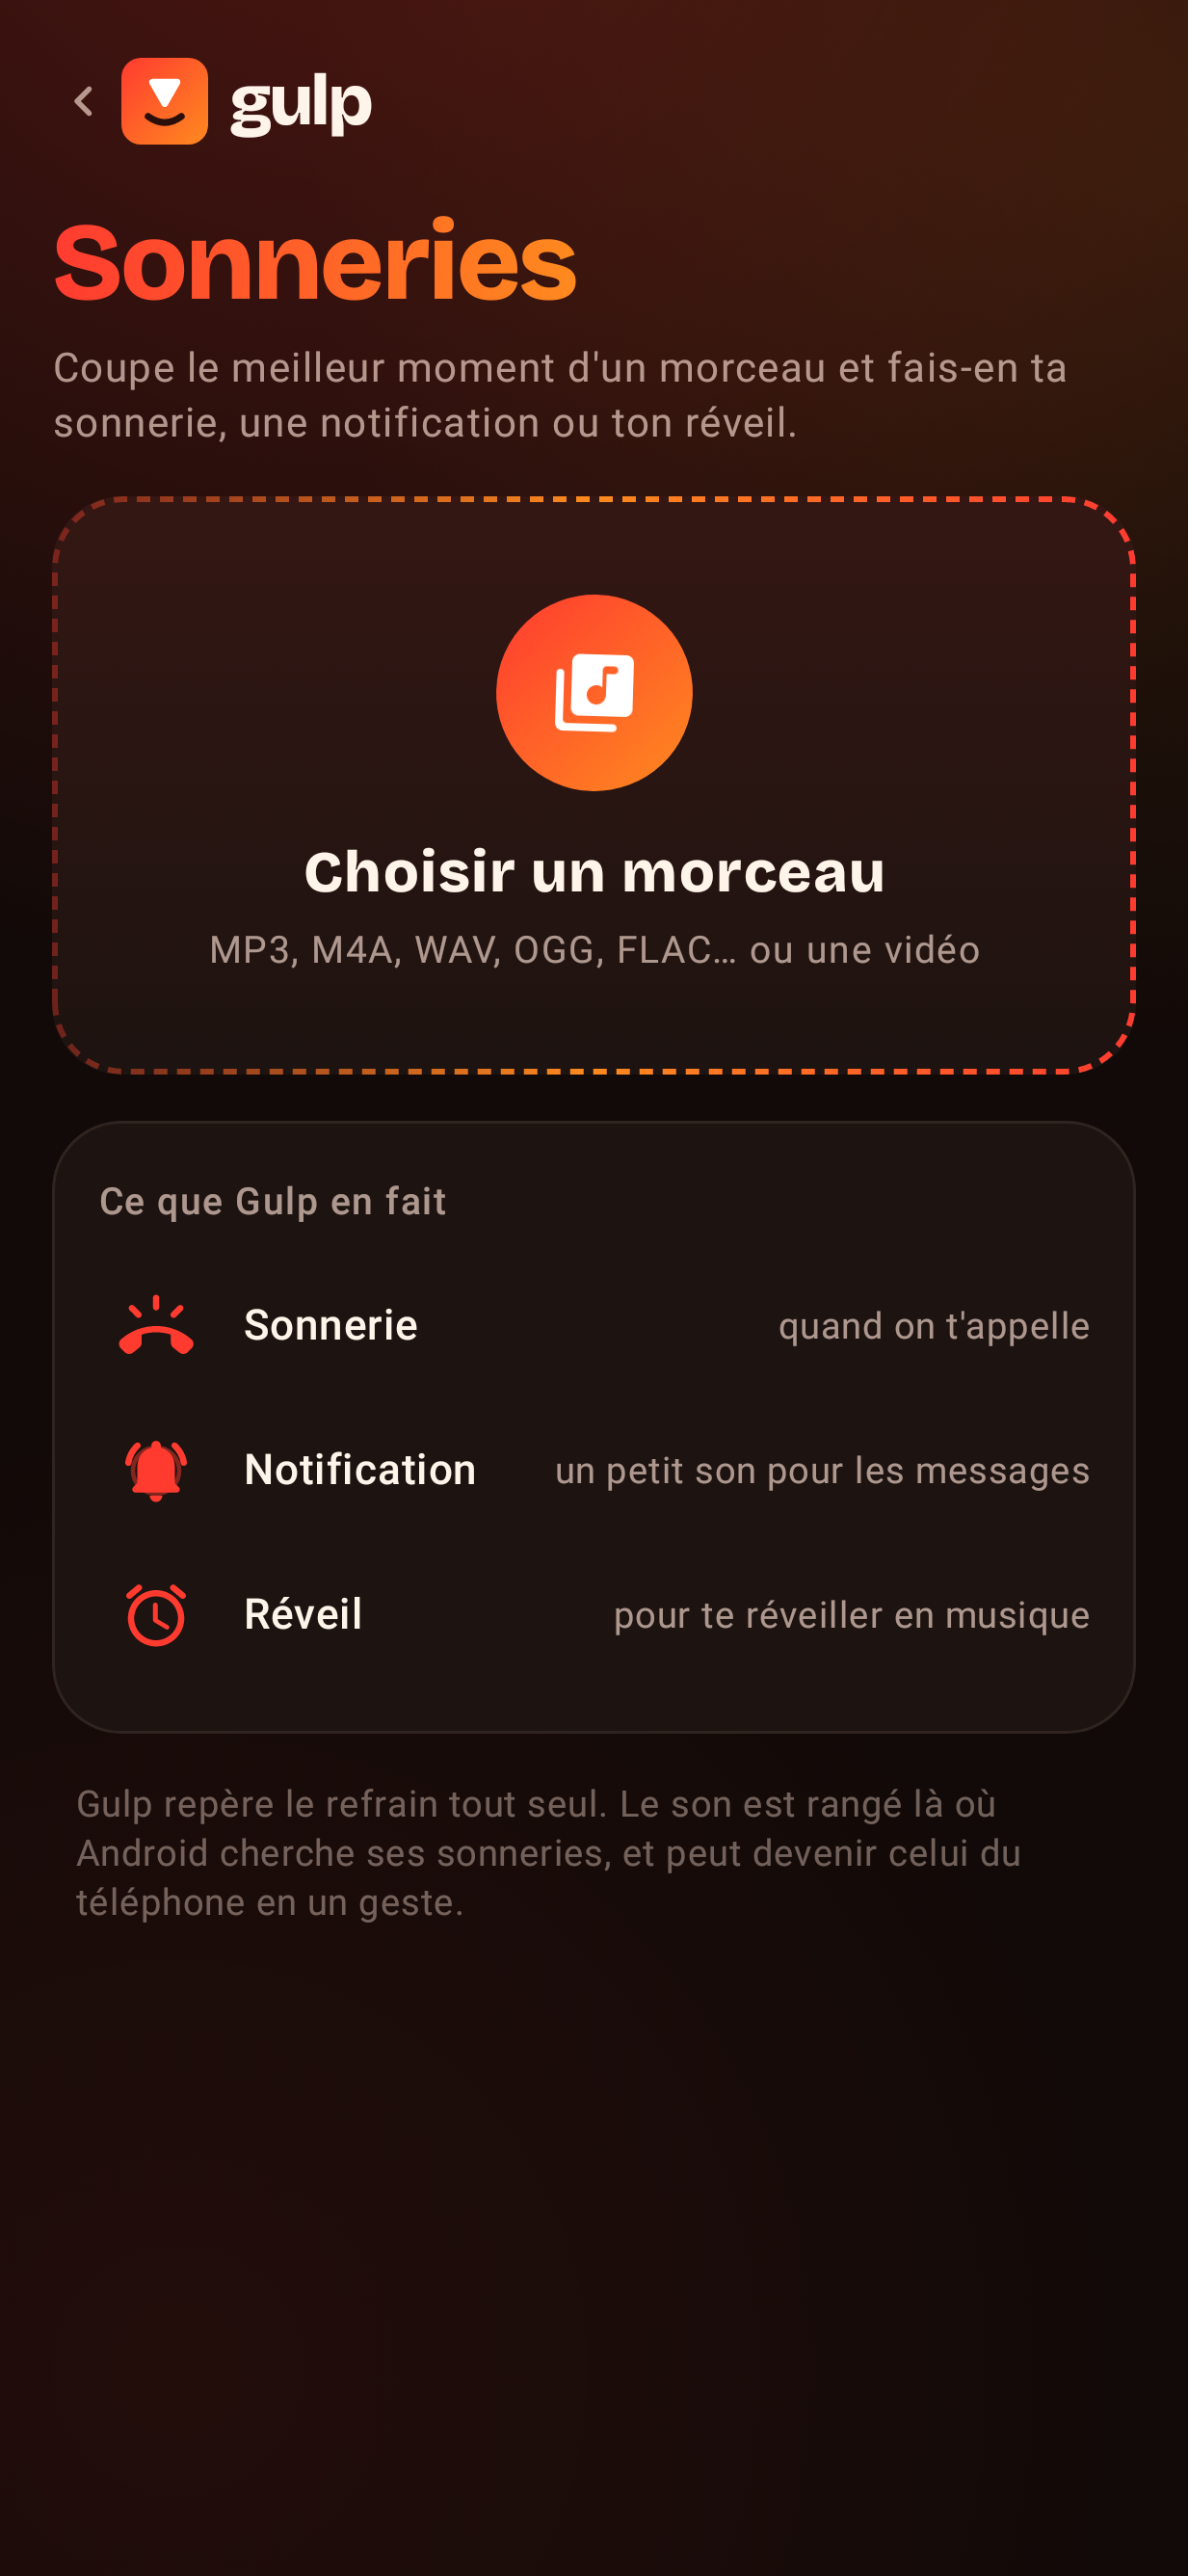 gulp
Sonneries
Coupe le meilleur moment d'un morceau et fais-en ta
sonnerie, une notification ou ton réveil.
Choisir un morceau
MP3, M4A, WAV, OGG, FLAC… ou une vidéo
Ce que Gulp en fait
Sonnerie quand on t'appelle
Notification un petit son pour les messages
Réveil pour te réveiller en musique
Gulp repère le refrain tout seul. Le son est rangé là où
Android cherche ses sonneries, et peut devenir celui du
téléphone en un geste.